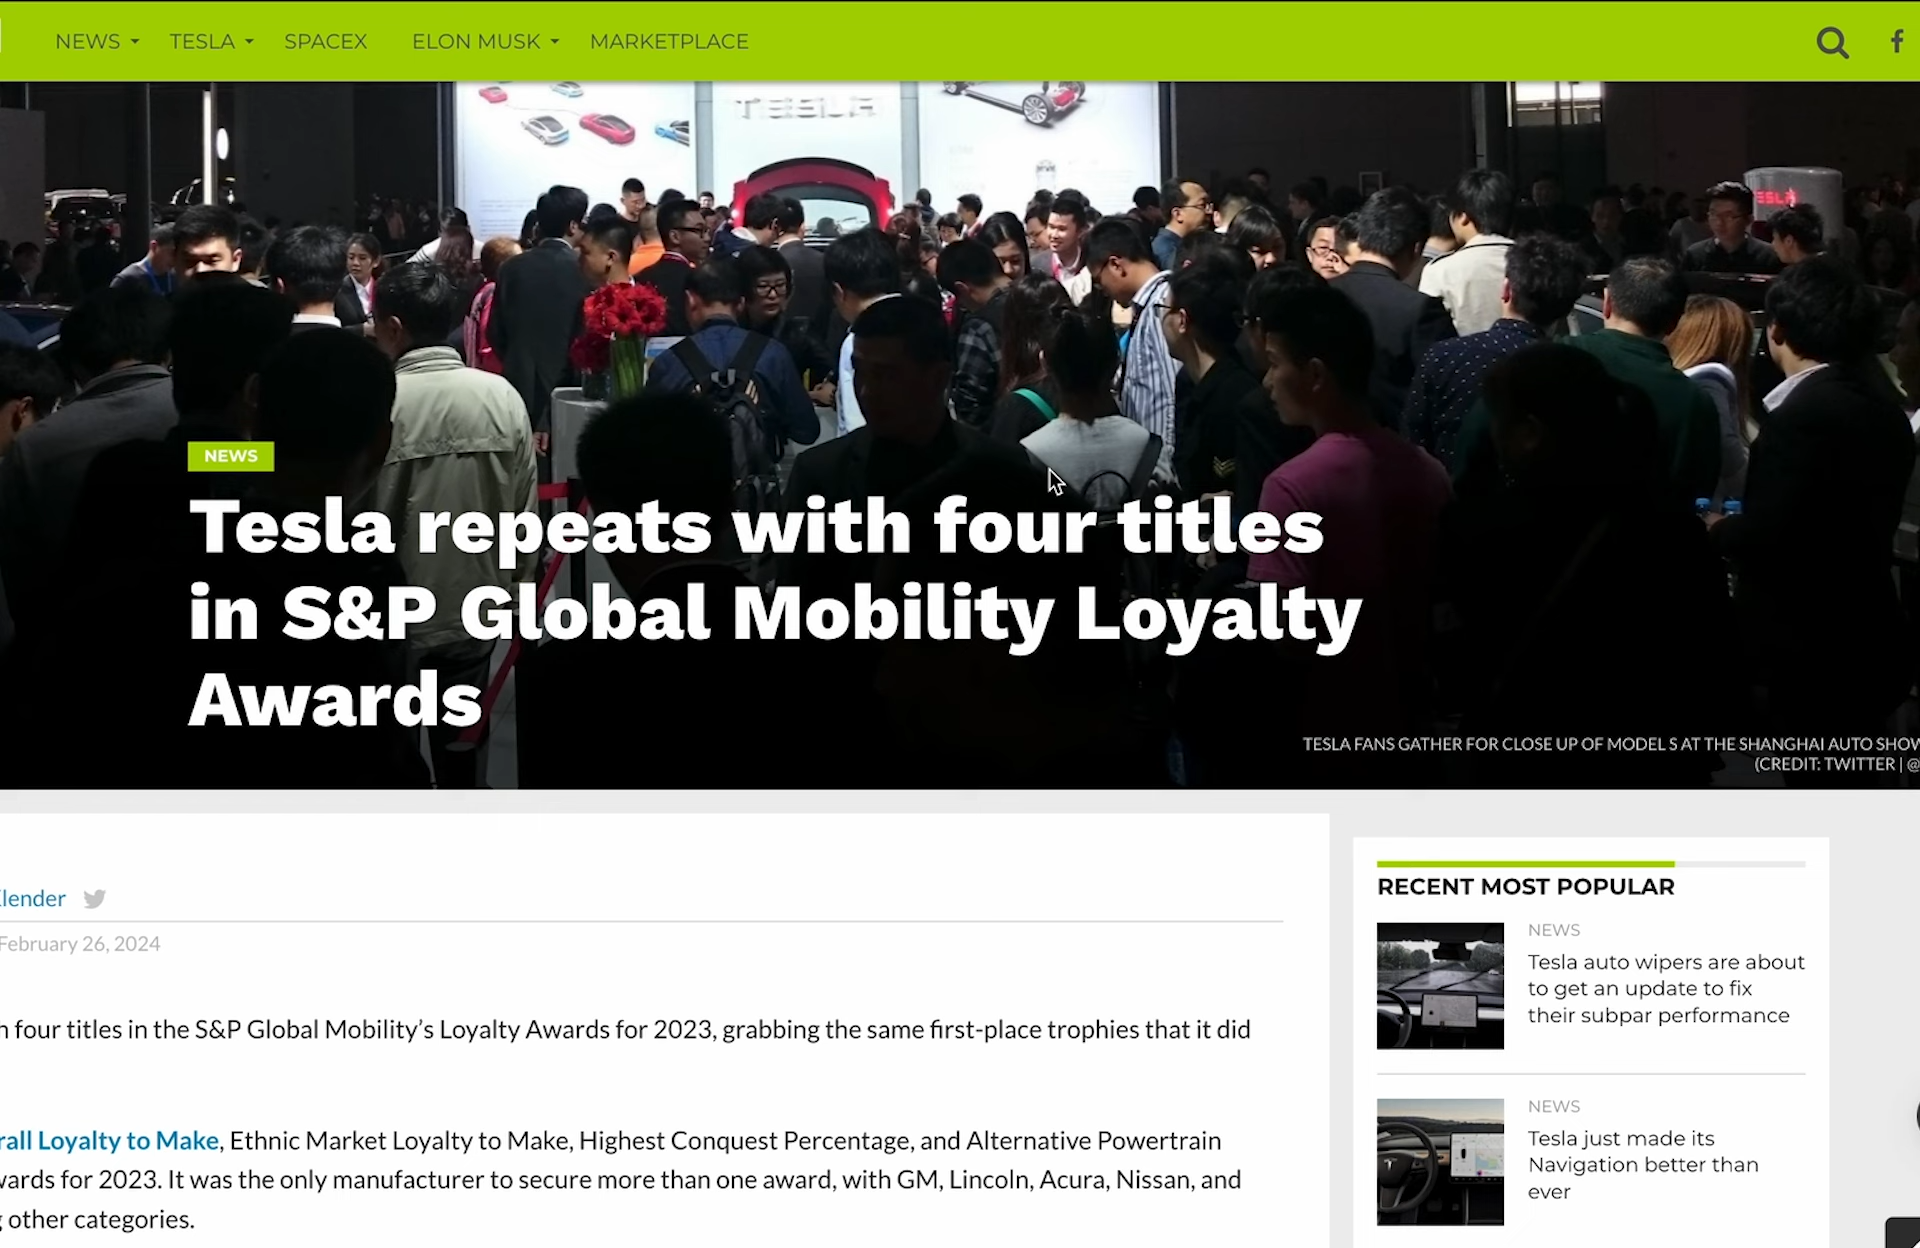 NEWS TESLA SPACEX ELON MUSK MARKETPLACE
TESLA
NEWS
Tesla repeats with four titles
in S&P Global Mobility Loyalty
Awards
TESLA FANS GATHER FOR CLOSE UP OF MODEL S AT THE SHANGHAI AUTO SHOW
(CREDIT: TWITTER | @
lender
February 26, 2024
h four titles in the S&P Global Mobility’s Loyalty Awards for 2023, grabbing the same first-place trophies that it did
rall Loyalty to Make, Ethnic Market Loyalty to Make, Highest Conquest Percentage, and Alternative Powertrain
wards for 2023. It was the only manufacturer to secure more than one award, with GM, Lincoln, Acura, Nissan, and
g other categories.
RECENT MOST POPULAR
NEWS
Tesla auto wipers are about
to get an update to fix
their subpar performance
NEWS
Tesla just made its
Navigation better than
ever